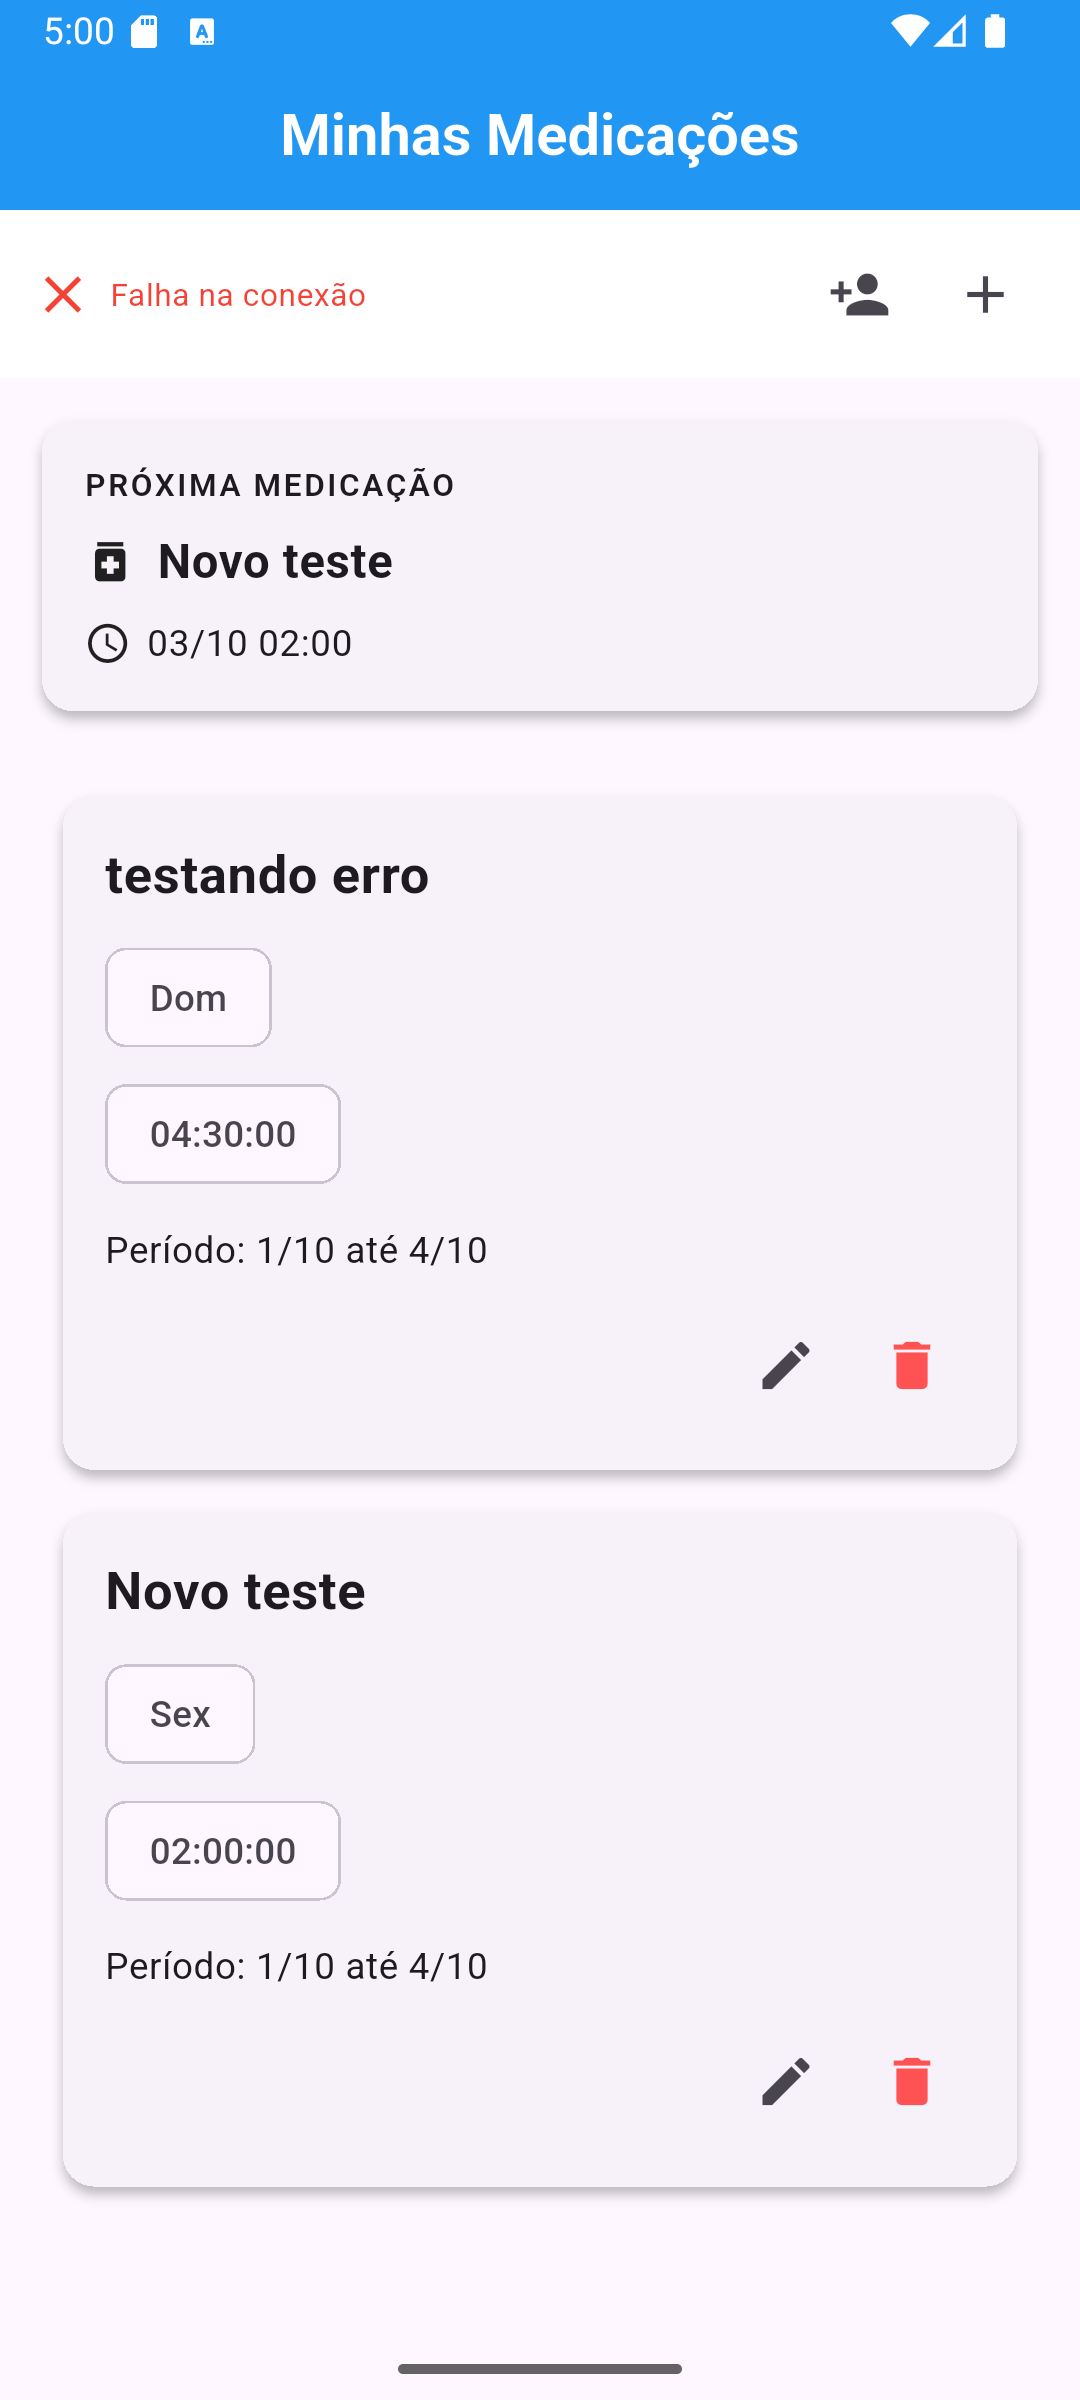 5:00
Minhas Medicações
Falha na conexão
PRÓXIMA MEDICAÇÃO
Novo teste
03/10 02:00
testando erro
Dom
04:30:00
Período: 1/10 até 4/10
Novo teste
Sex
02:00:00
Período: 1/10 até 4/10